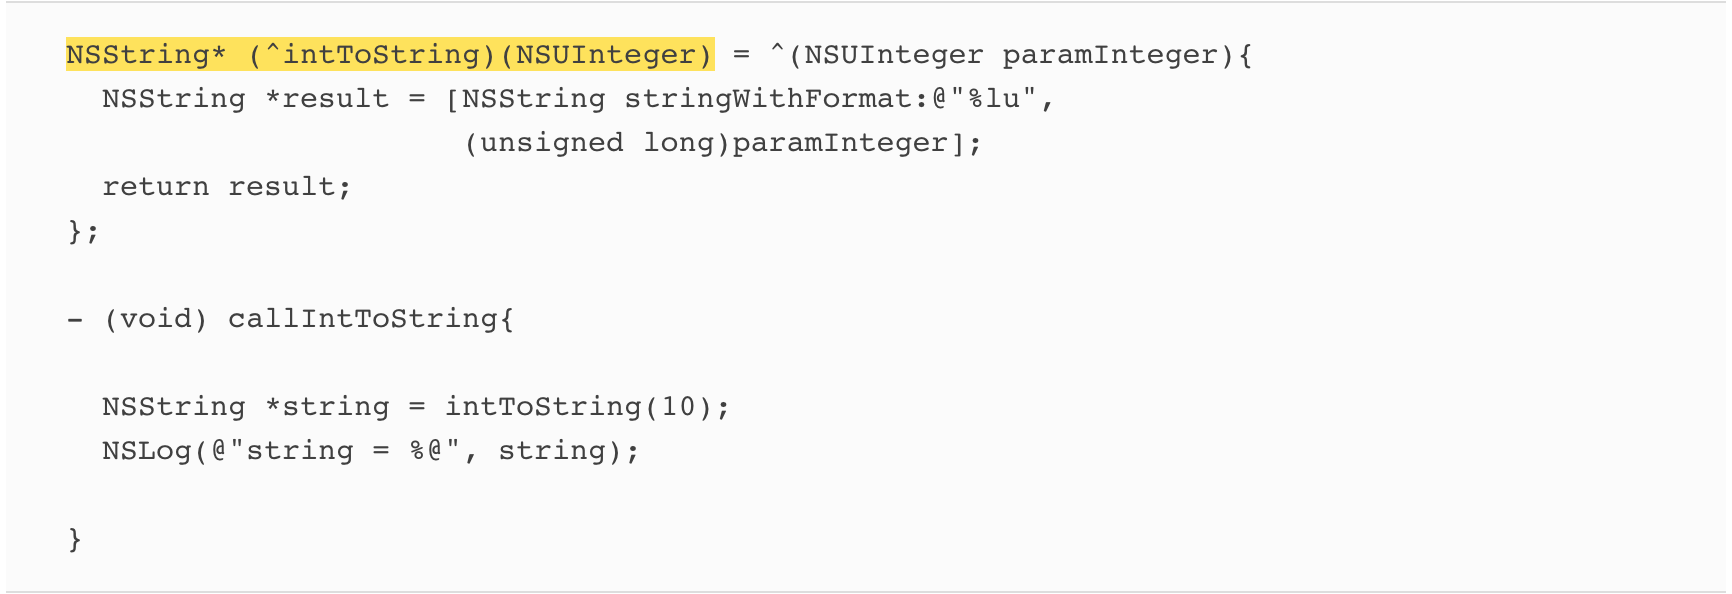 NSString* (^intToString)(NSUInteger) = ^(NSUInteger paramInteger){
NSString *result = [NSString stringWithFormat:@"%lu",
(unsigned long)paramInteger];
return result;
};
- (void) callIntToString{
NSString *string = intToString(10);
NSLog(@"string = %@", string);
}